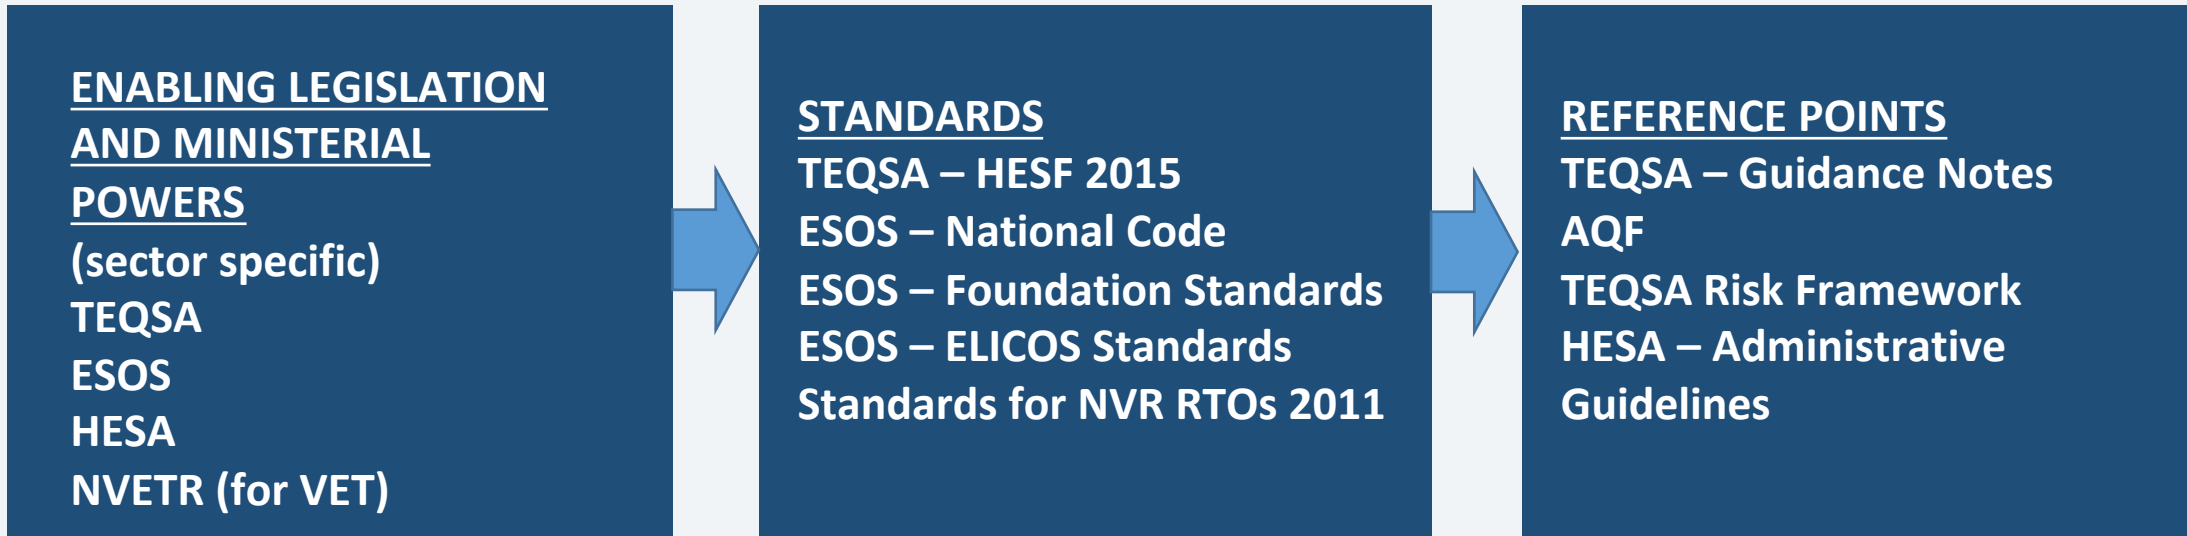 ENABLING LEGISLATION
AND MINISTERIAL
POWERS
(sector specific)
TEQSA
ESOS
HESA
NVETR (for VET)
STANDARDS
TEQSA – HESF 2015
ESOS – National Code
ESOS – Foundation Standards
ESOS – ELICOS Standards
Standards for NVR RTOs 2011
REFERENCE POINTS
TEQSA – Guidance Notes
AQF
TEQSA Risk Framework
HESA – Administrative
Guidelines